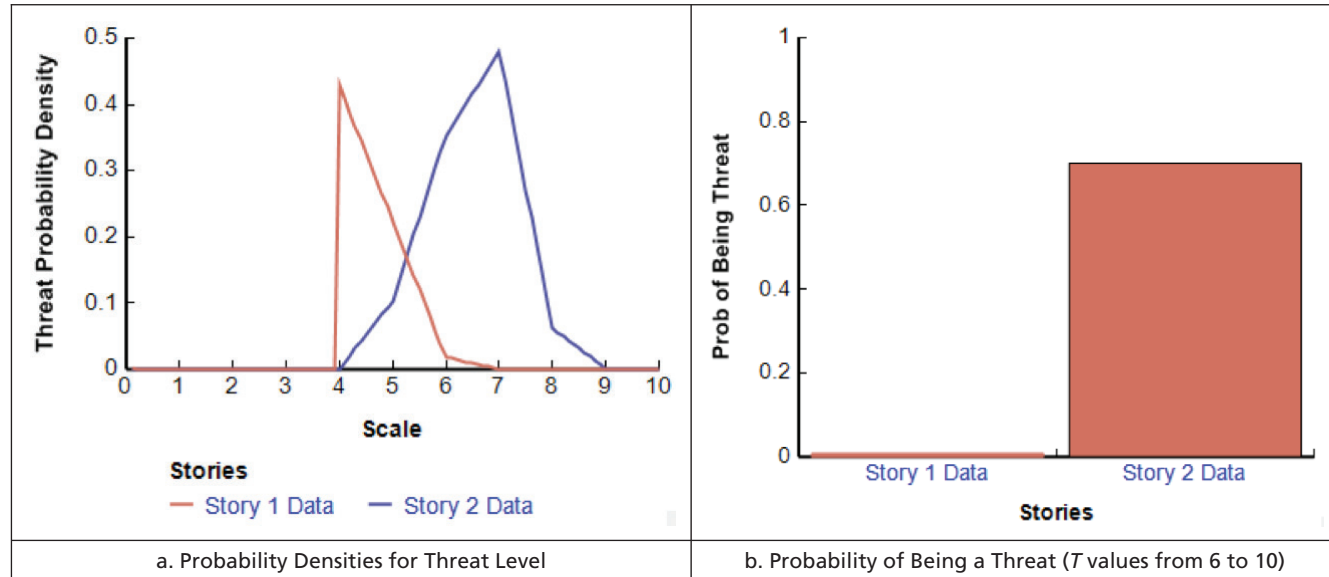 Threat Probability Density
0.5
0.4
0.3
0.2
0.1
0
0 1 2 3 4 5 6 7 8 9 10
Scale
Stories
Story 1 Data Story 2 Data
a. Probability Densities for Threat Level
Prob of Being Threat
1
0.8
0.6
0.4
0.2
0
Story 1 Data Story 2 Data
Stories
b. Probability of Being a Threat (T values from 6 to 10)